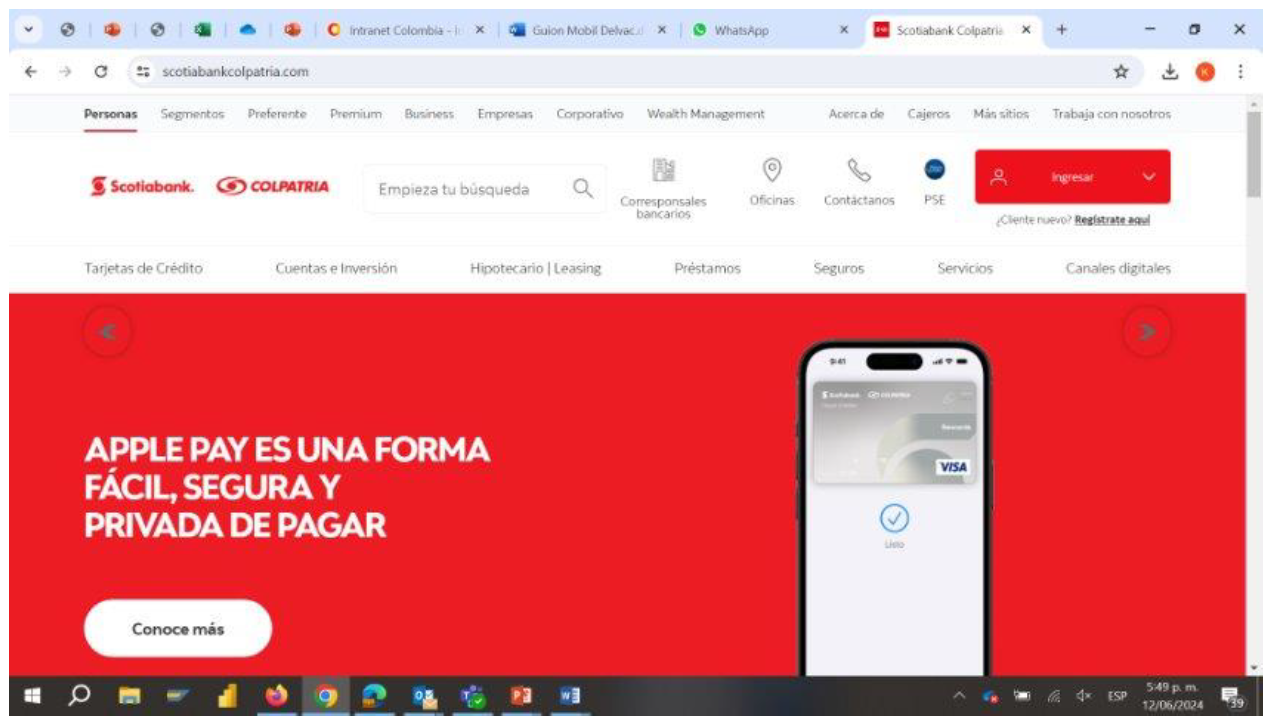 Intranet Colombia - I
Guion Mobil Delvac
WhatsApp
Scotiabank Colpatria
scotiabankcolpatria.com
Personas Segmentos Preferente Premium Business Empresas Corporativo Wealth Management Acerca de Cajeros Más sitios Trabaja con nosotros
Scotiabank. COLPATRIA
Empieza tu búsqueda
Corresponsales
bancarios
Oficinas
Contáctanos
PSE
Ingresar
¿Cliente nuevo? Regístrate aquí
Tarjetas de Crédito Cuentas e Inversión Hipotecario | Leasing Préstamos Seguros Servicios Canales digitales
APPLE PAY ES UNA FORMA
FÁCIL, SEGURA Y
PRIVADA DE PAGAR
Conoce más
9:41
Scotiabank. COLPATRIA
Rewards
VISA
Listo
ESP
5:49 p. m.
12/06/2024
39